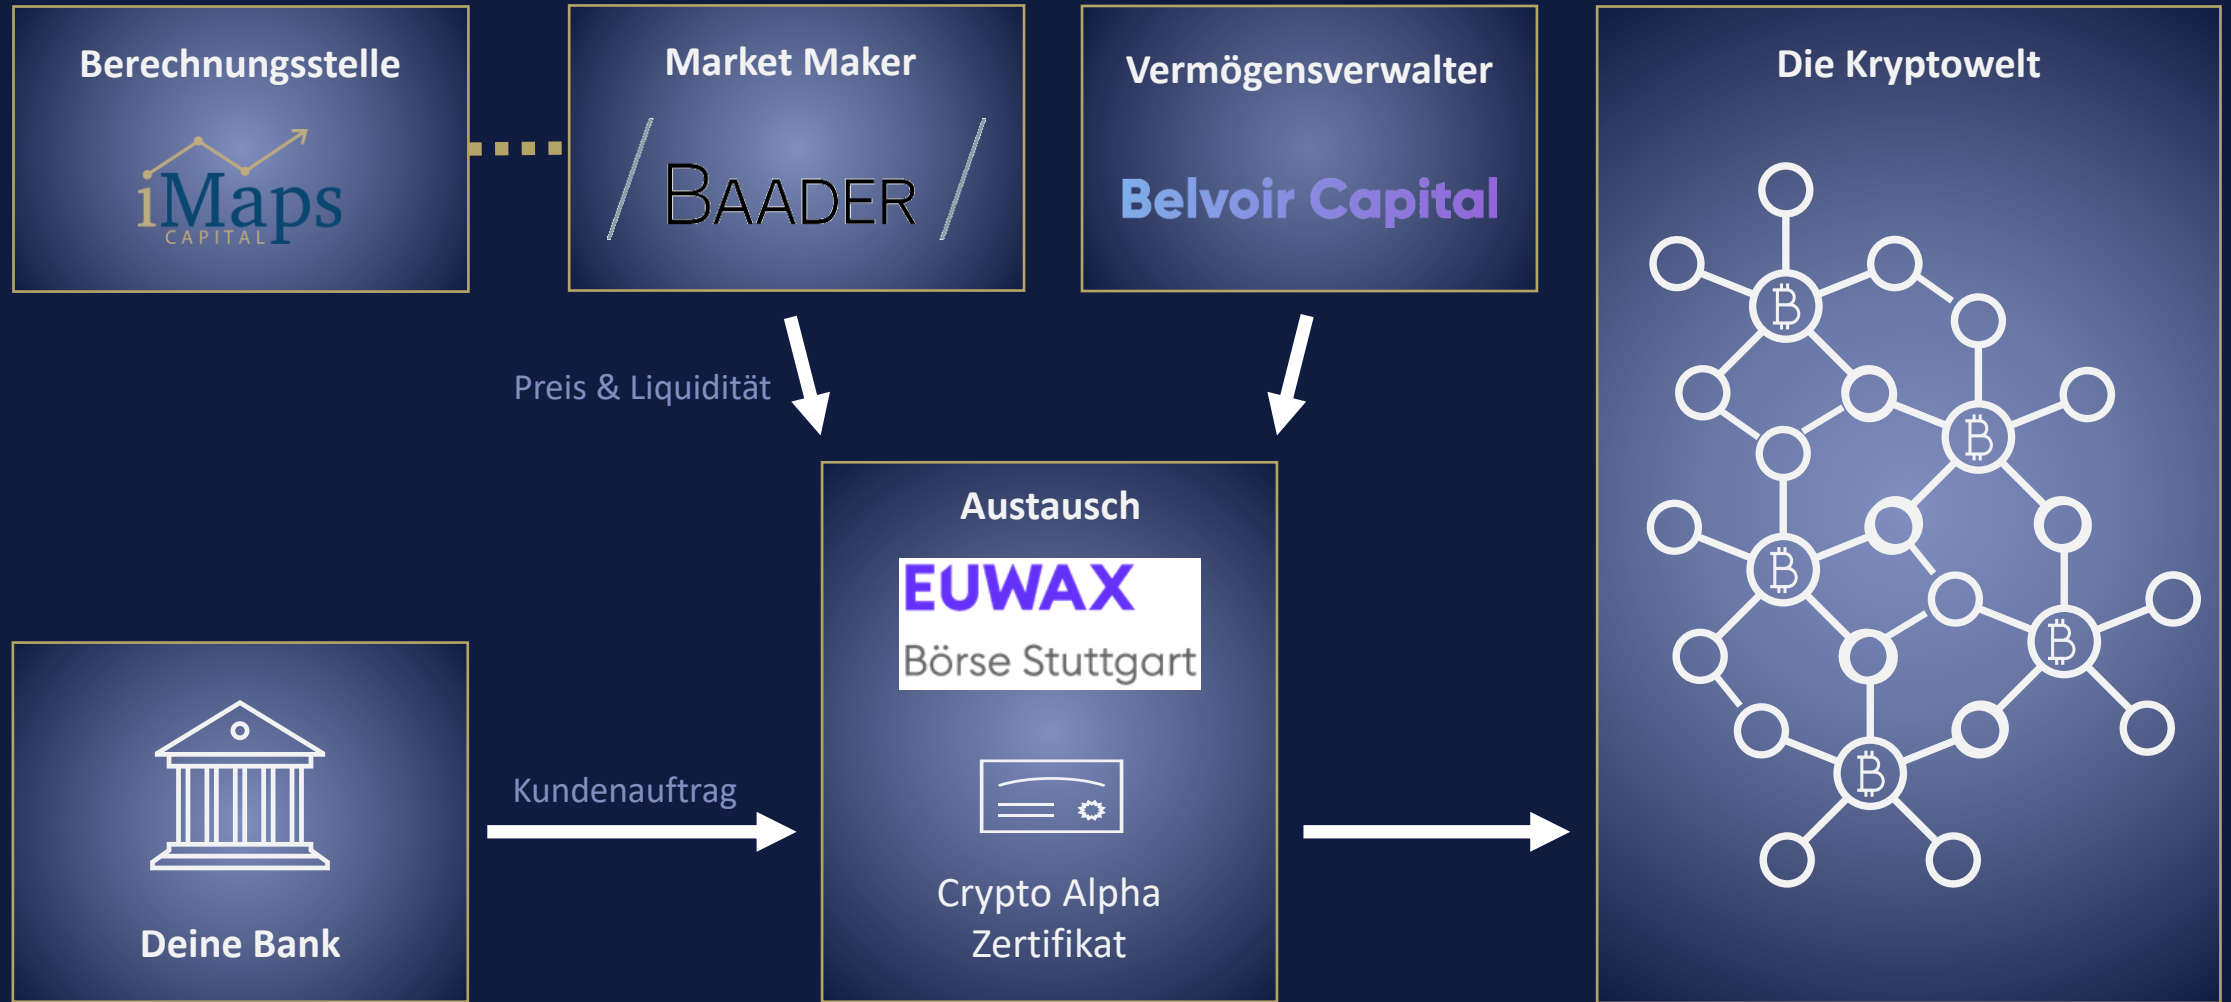 Berechnungsstelle
iMaps
CAPITAL
Market Maker
BAADER
Vermögensverwalter
Belvoir Capital
Die Kryptowelt
Preis & Liquidität
Austausch
EUWAX
Börse Stuttgart
Crypto Alpha
Zertifikat
Kundenauftrag
Deine Bank